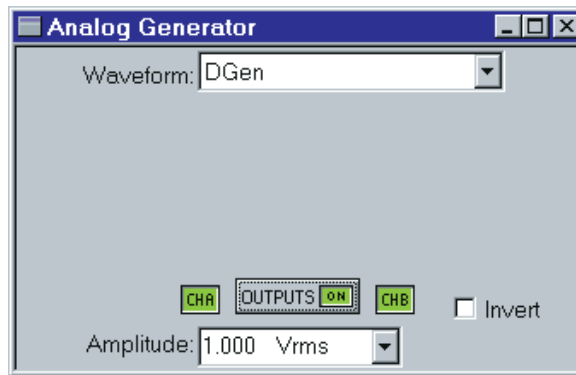 Analog Generator
Waveform: DGen
CHA OUTPUTS ON CHB Invert
Amplitude: 1.000 Vrms